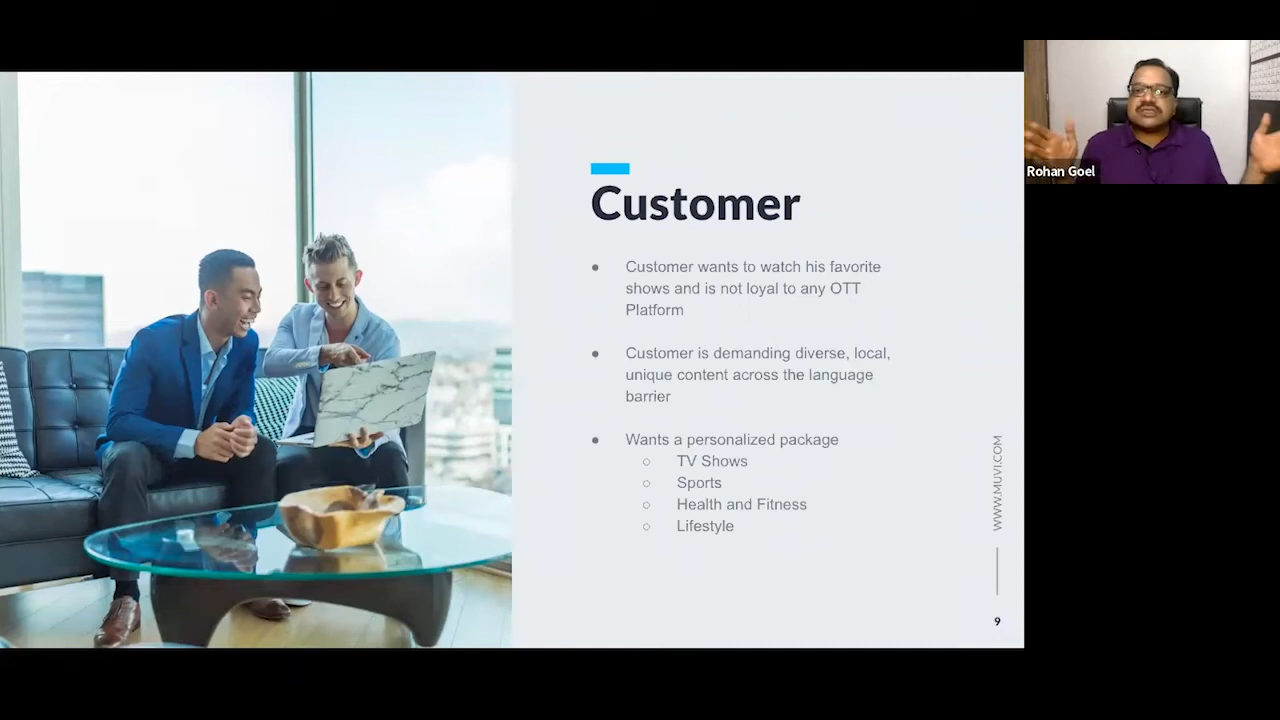 Customer
● Customer wants to watch his favorite
shows and is not loyal to any OTT
Platform
● Customer is demanding diverse, local,
unique content across the language
barrier
● Wants a personalized package
○ TV Shows
○ Sports
○ Health and Fitness
○ Lifestyle
WWW.MUVI.COM
9
Rohan Goel